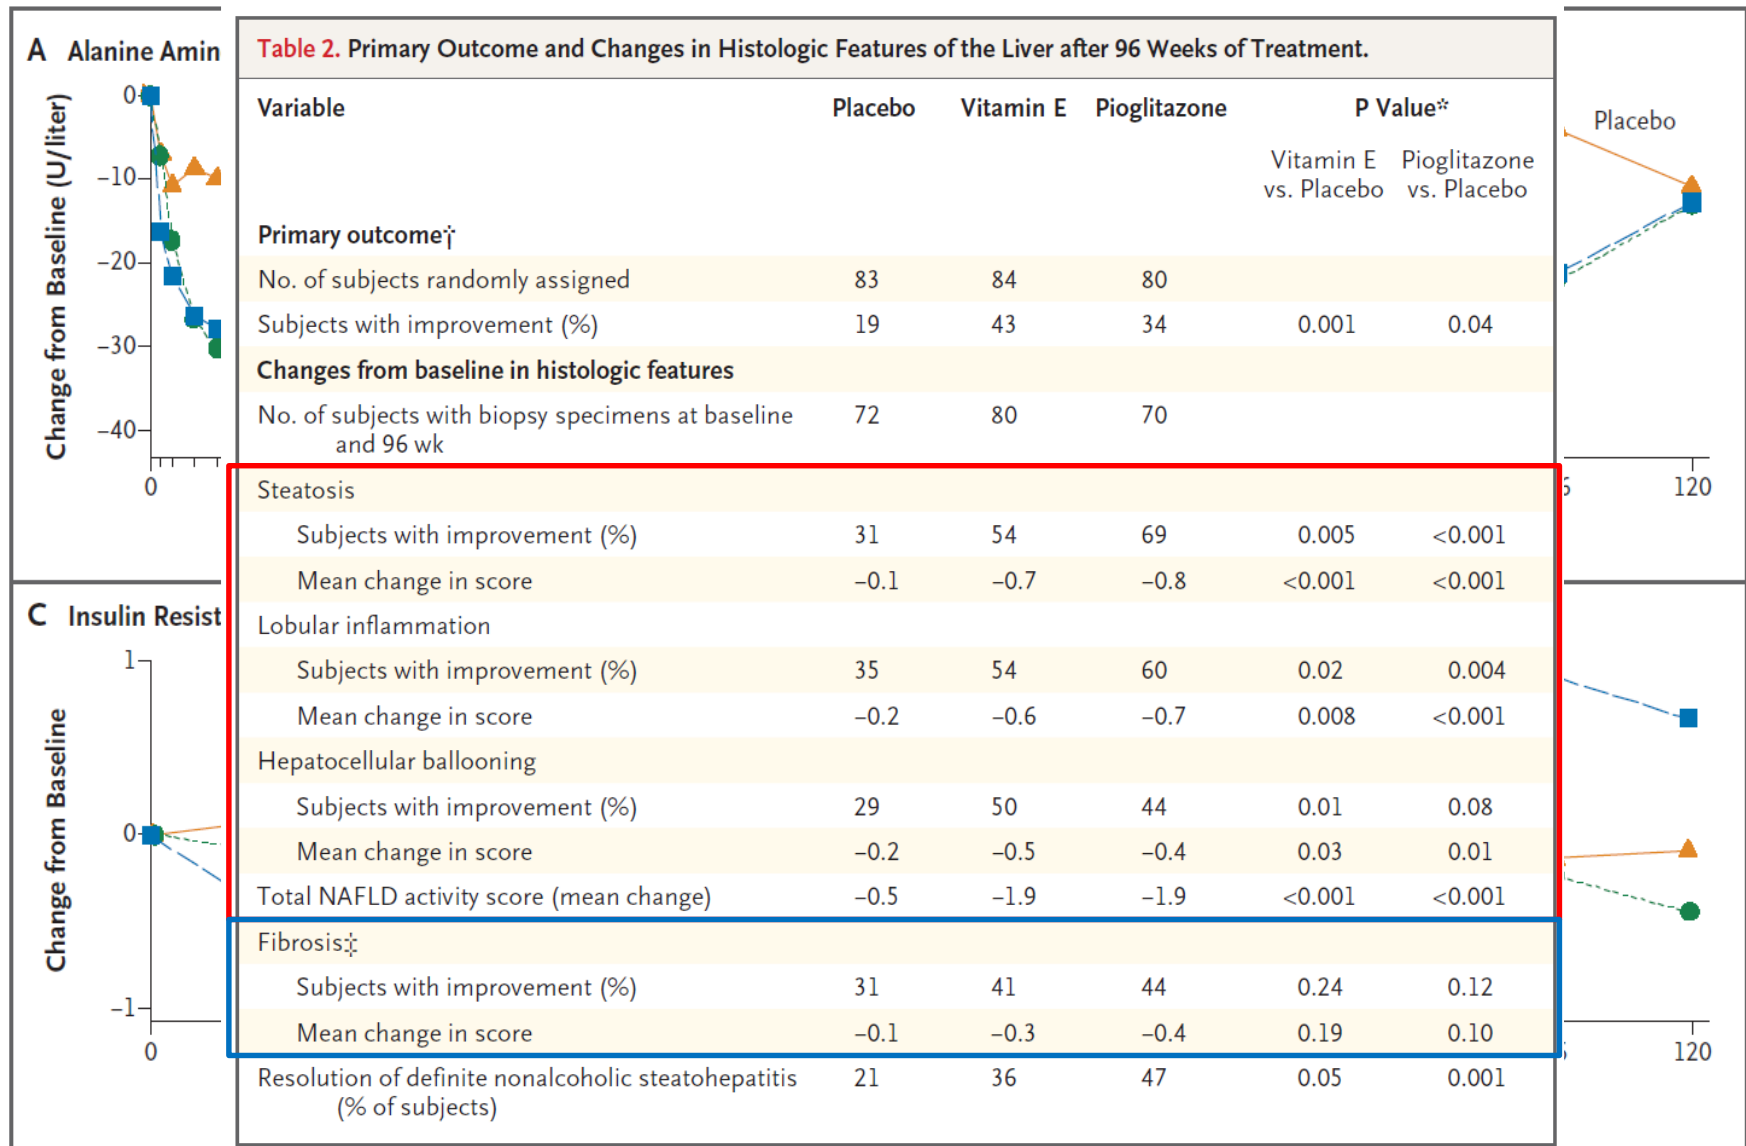 A Alanine Amin
Change from Baseline (U/liter)
0
−10
−20
−30
−40
0
Placebo
120
C Insulin Resist
Change from Baseline
1
0
−1
0
120
Table 2. Primary Outcome and Changes in Histologic Features of the Liver after 96 Weeks of Treatment.
Variable Placebo Vitamin E Pioglitazone P Value*
Vitamin E vs. Placebo Pioglitazone vs. Placebo
Primary outcome†
No. of subjects randomly assigned 83 84 80
Subjects with improvement (%) 19 43 34 0.001 0.04
Changes from baseline in histologic features
No. of subjects with biopsy specimens at baseline 72 80 70
and 96 wk
Steatosis
Subjects with improvement (%) 31 54 69 0.005 <0.001
Mean change in score −0.1 −0.7 −0.8 <0.001 <0.001
Lobular inflammation
Subjects with improvement (%) 35 54 60 0.02 0.004
Mean change in score −0.2 −0.6 −0.7 0.008 <0.001
Hepatocellular ballooning
Subjects with improvement (%) 29 50 44 0.01 0.08
Mean change in score −0.2 −0.5 −0.4 0.03 0.01
Total NAFLD activity score (mean change) −0.5 −1.9 −1.9 <0.001 <0.001
Fibrosis‡
Subjects with improvement (%) 31 41 44 0.24 0.12
Mean change in score −0.1 −0.3 −0.4 0.19 0.10
Resolution of definite nonalcoholic steatohepatitis 21 36 47 0.05 0.001
(% of subjects)